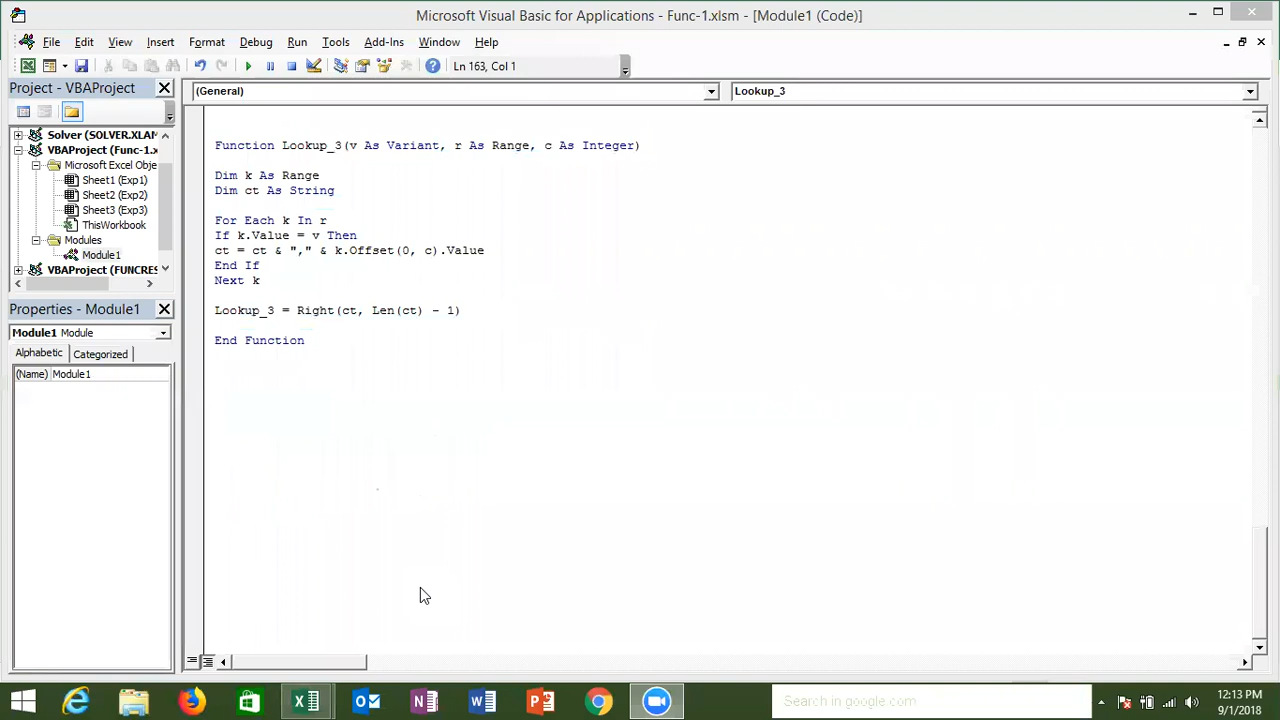 Microsoft Visual Basic for Applications - Func-1.xlsm - [Module1 (Code)]
File Edit View Insert Format Debug Run Tools Add-Ins Window Help
Ln 163, Col 1
Project - VBAProject
(General)
Lookup_3
Solver (SOLVER.XLAM
VBAProject (Func-1.x
Microsoft Excel Obje
Sheet1 (Exp1)
Sheet2 (Exp2)
Sheet3 (Exp3)
ThisWorkbook
Modules
Module1
VBAProject (FUNCRES
Properties - Module1
Module1 Module
Alphabetic Categorized
(Name) Module1
Function Lookup_3(v As Variant, r As Range, c As Integer)
Dim k As Range
Dim ct As String
For Each k In r
If k.Value = v Then
ct = ct & "," & k.Offset(0, c).Value
End If
Next k
Lookup_3 = Right(ct, Len(ct) - 1)
End Function
Search in google.com
12:13 PM
9/1/2018